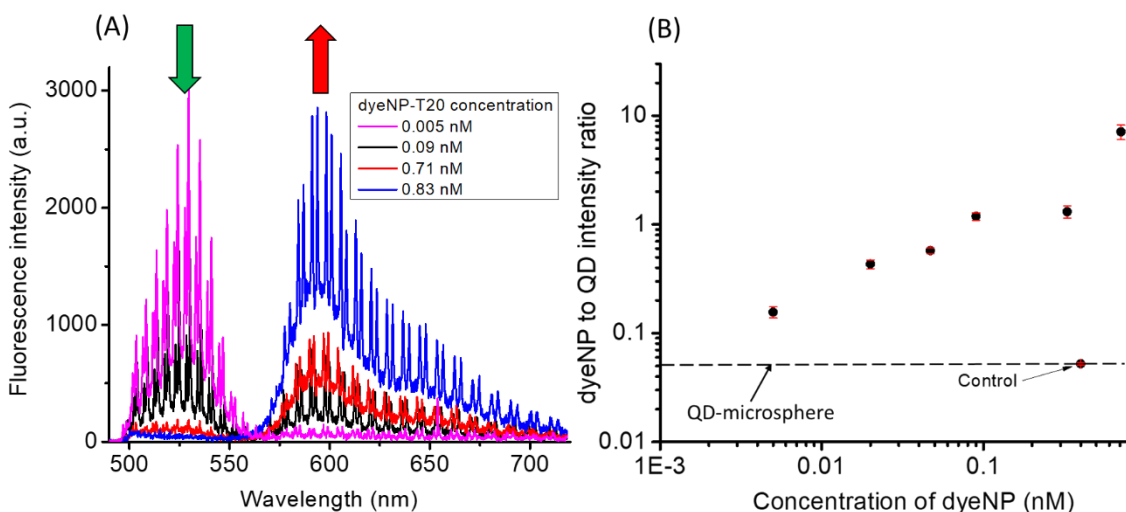 (A)
Fluorescence intensity (a.u.)
3000
2000
1000
0
dyeNP-T20 concentration
0.005 nM
0.09 nM
0.71 nM
0.83 nM
500 550 600 650 700
Wavelength (nm)
(B)
dyeNP to QD intensity ratio
10
1
0.1
0.01
QD-microsphere
Control
1E-3 0.01 0.1
Concentration of dyeNP (nM)